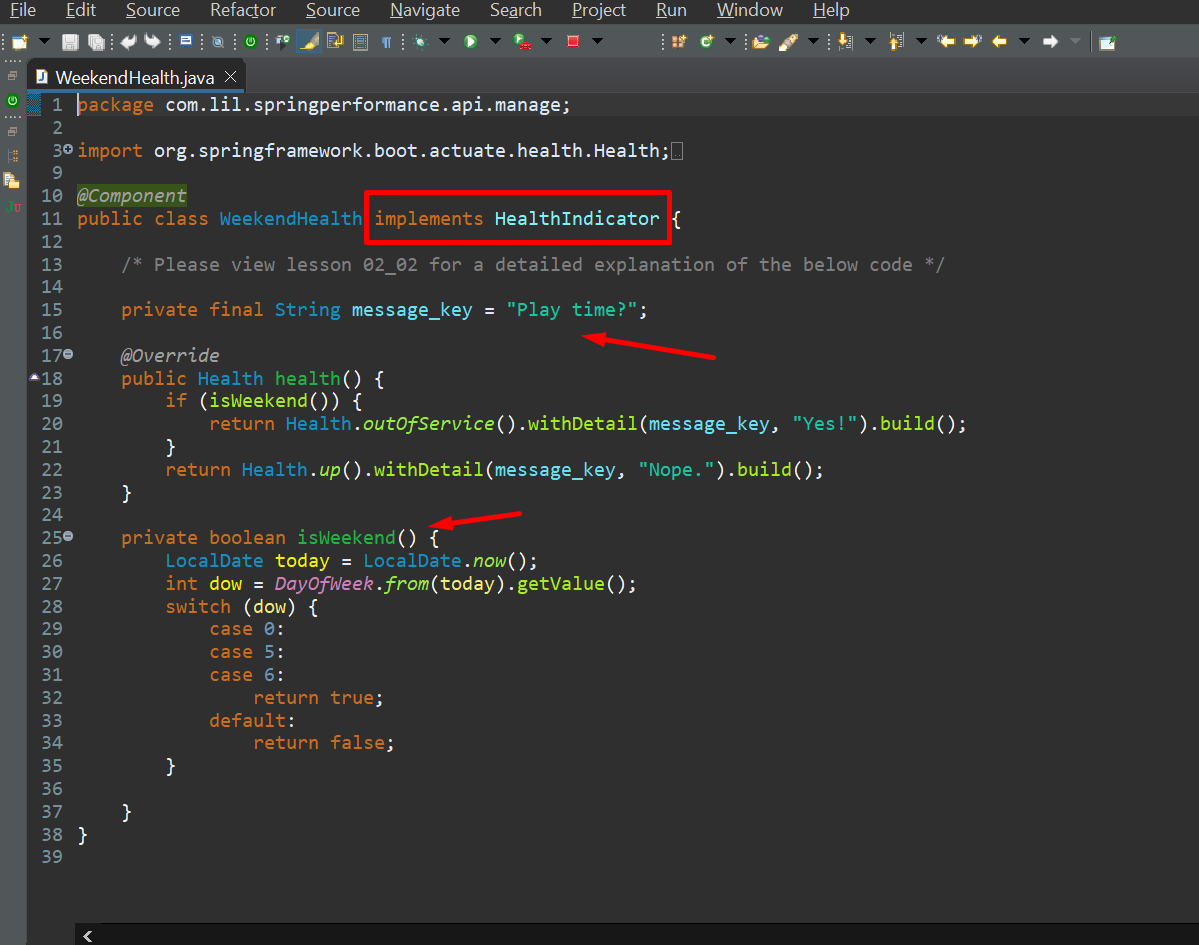 File Edit Source Refactor Source Navigate Search Project Run Window Help
WeekendHealth.java
1 package com.lil.springperformance.api.manage;
2
3 import org.springframework.boot.actuate.health.Health;
9
10 @Component
11 public class WeekendHealth implements HealthIndicator {
12
13 /* Please view lesson 02_02 for a detailed explanation of the below code */
14
15 private final String message_key = "Play time?";
16
17 @Override
18 public Health health() {
19 if (isWeekend()) {
20 return Health.outOfService().withDetail(message_key, "Yes!").build();
21 }
22 return Health.up().withDetail(message_key, "Nope.").build();
23 }
24
25 private boolean isWeekend() {
26 LocalDate today = LocalDate.now();
27 int dow = DayOfWeek.from(today).getValue();
28 switch (dow) {
29 case 0:
30 case 5:
31 case 6:
32 return true;
33 default:
34 return false;
35 }
36
37 }
38 }
39